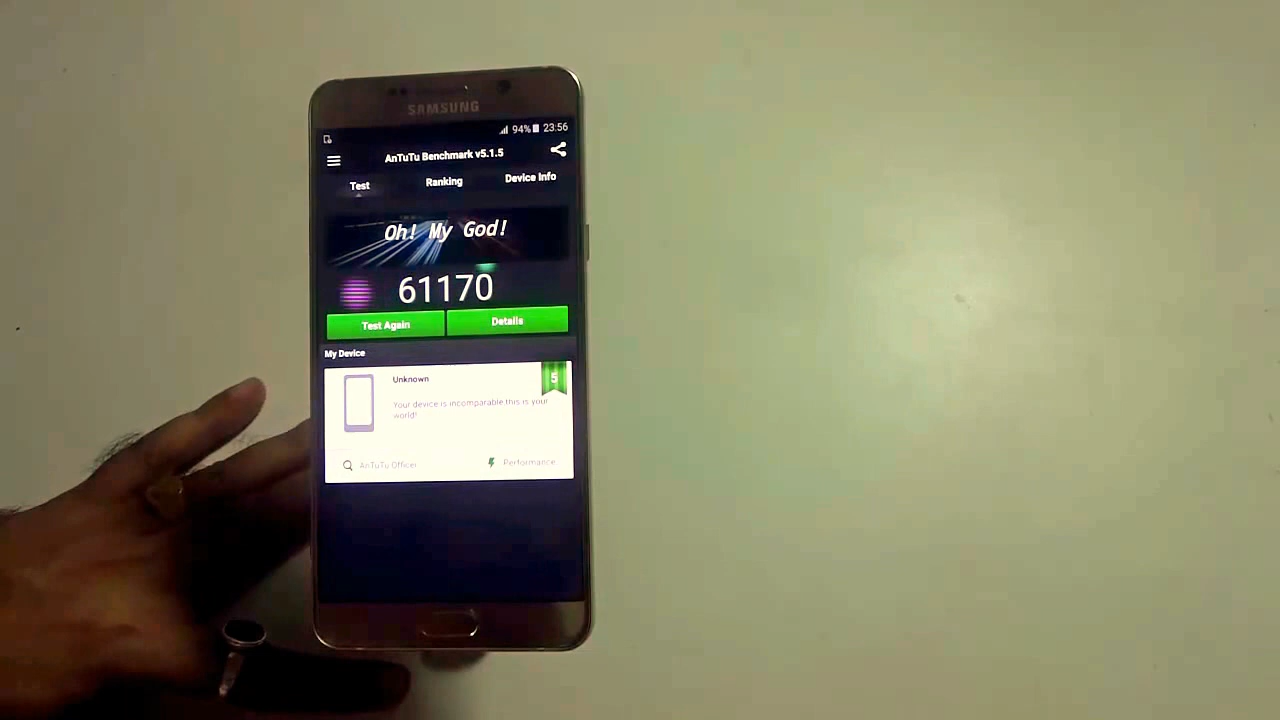 SAMSUNG
94% 23:56
AnTuTu Benchmark v5.1.5
Test Ranking Device Info
Oh! My God!
61170
Test Again Details
My Device
Unknown
5
Your device is incomparable,this is your
world!
AnTuTu Officer Performance